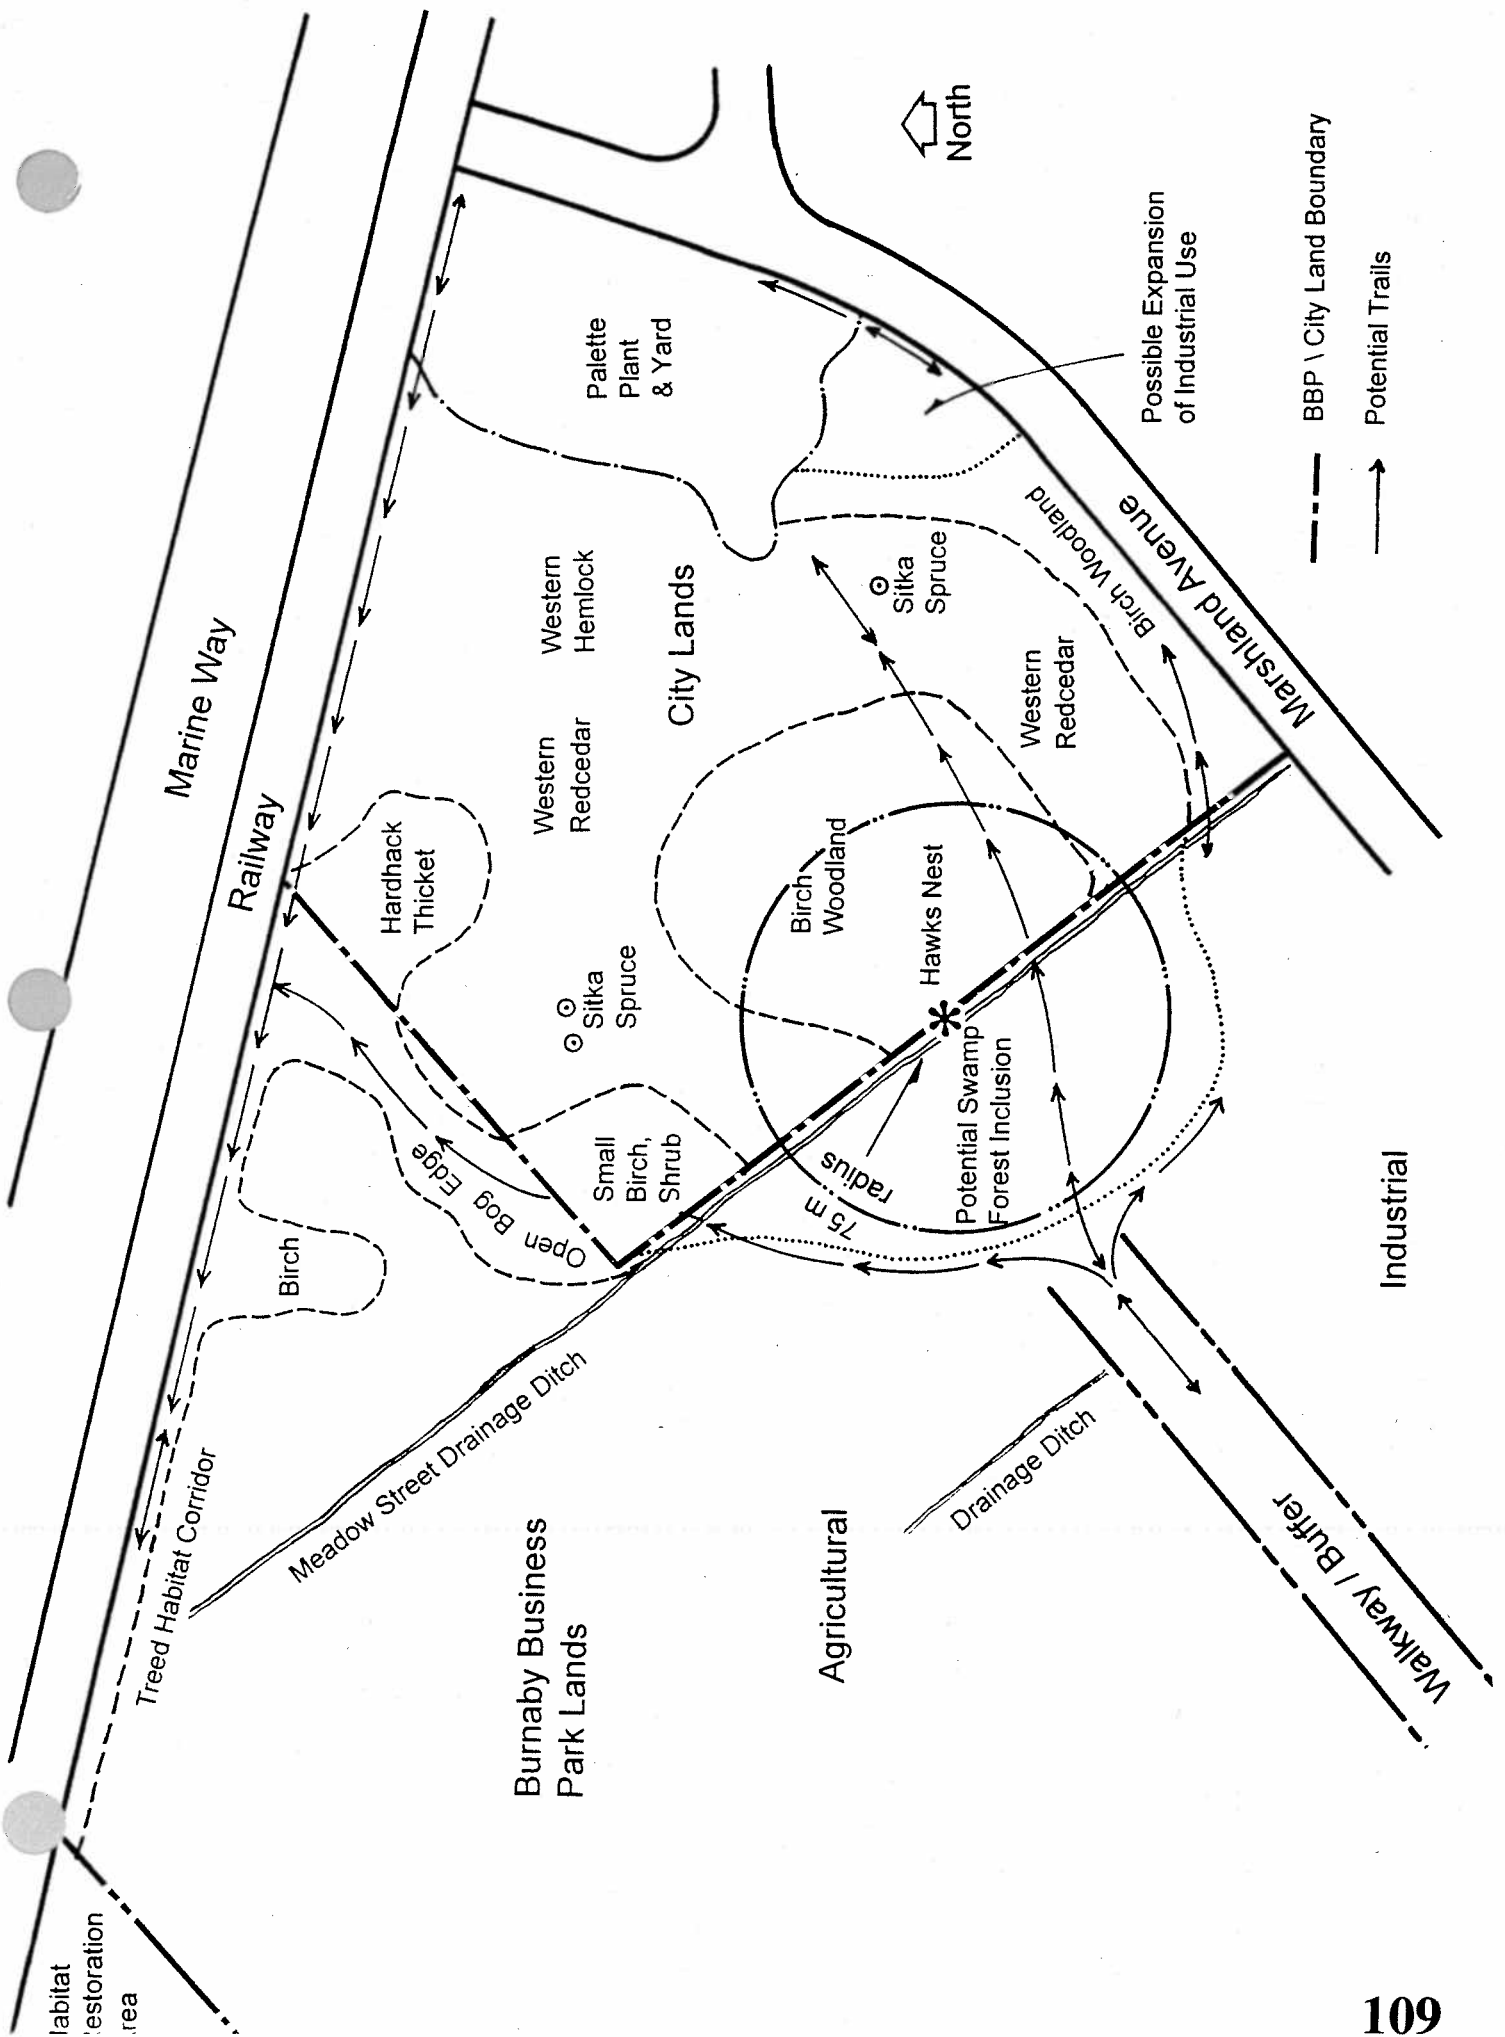 Marine Way
Railway
Habitat
Restoration
Area
Treed Habitat Corridor
Birch
Open Bog Edge
Hardhack
Thicket
Meadow Street Drainage Ditch
Small
Birch,
Shrub
Sitka
Spruce
Western
Redcedar
Western
Hemlock
City Lands
Palette
Plant
& Yard
Burnaby Business
Park Lands
Agricultural
Drainage Ditch
75 m
radius
Birch
Woodland
Hawks Nest
Potential Swamp
Forest Inclusion
Sitka
Spruce
Western
Redcedar
Birch Woodland
Marshland Avenue
North
Possible Expansion
of Industrial Use
Walkway / Buffer
Industrial
BBP \ City Land Boundary
Potential Trails
109